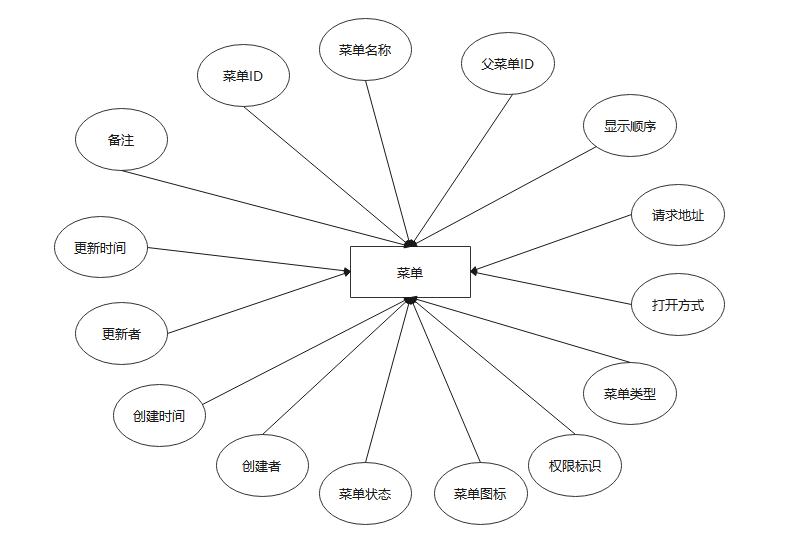 菜单名称
父菜单ID
菜单ID
显示顺序
备注
请求地址
更新时间
菜单
打开方式
更新者
菜单类型
创建时间
创建者
权限标识
菜单状态
菜单图标